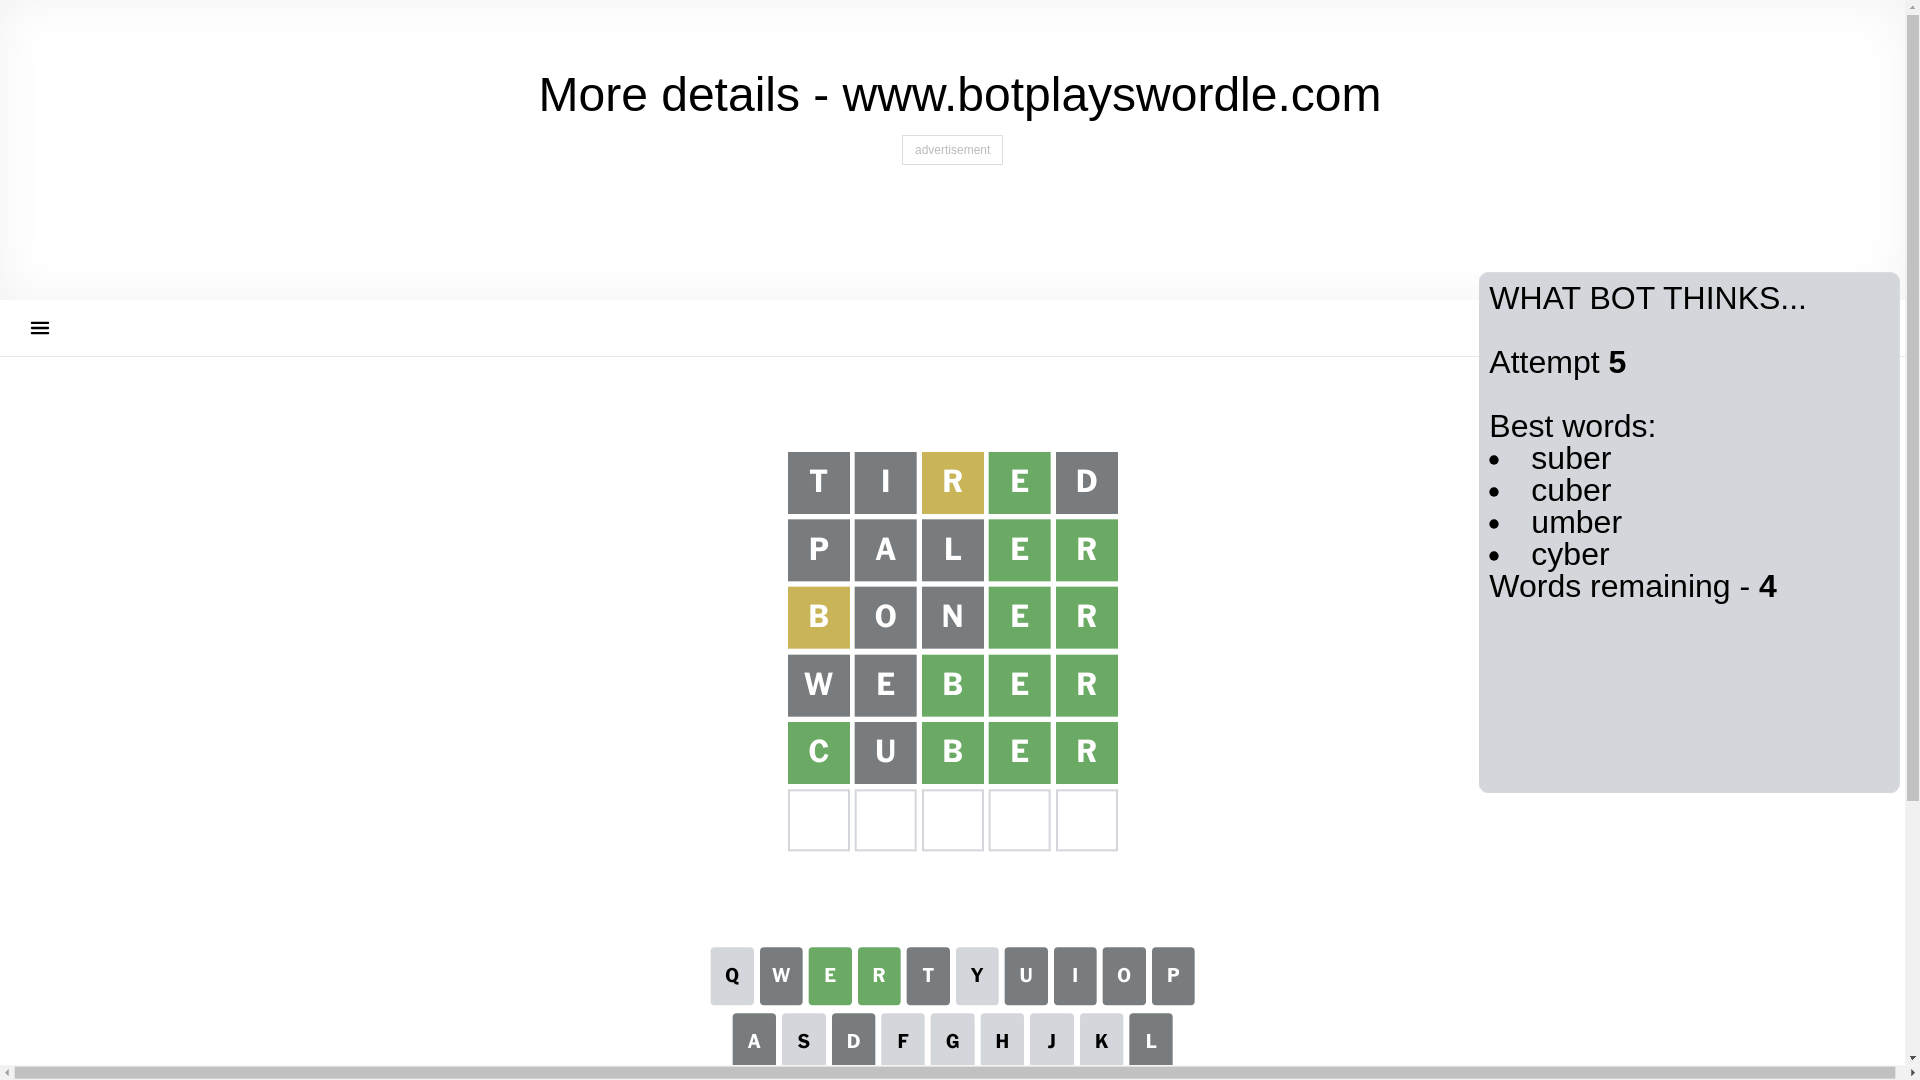 More details - www.botplayswordle.com
advertisement
WHAT BOT THINKS...
Attempt 5
Best words:
• suber
• cuber
• umber
• cyber
Words remaining - 4
T I R E D
P A L E R
B O N E R
W E B E R
C U B E R
Q W E R T Y U I O P
A S D F G H J K L